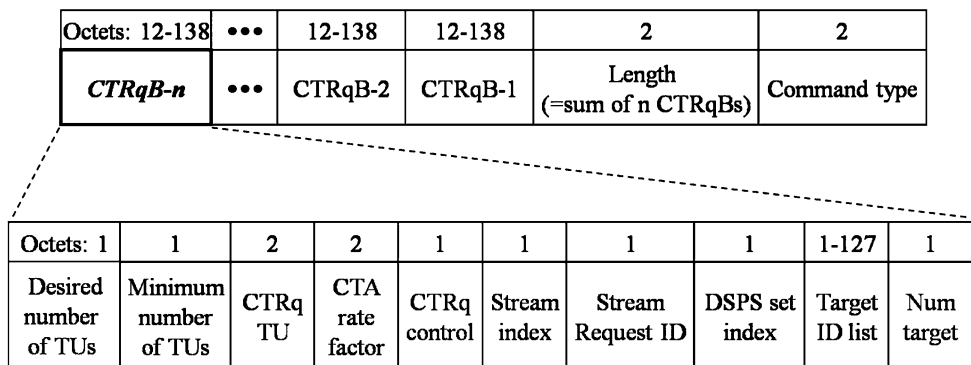 Octets: 12-138 ••• 12-138 12-138 2 2
CTRqB-n ••• CTRqB-2 CTRqB-1 Length Command type
(=sum of n CTRqBs)
Octets: 1 1 2 2 1 1 1 1 1-127 1
Desired Minimum CTRq CTA CTRq Stream Stream DSPS set Target Num
number number TU rate control index Request ID index ID list target
of TUs of TUs factor